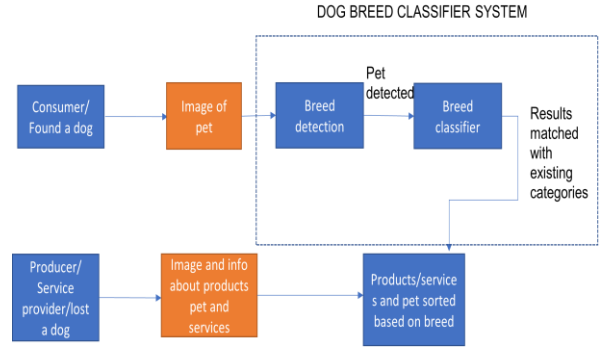 DOG BREED CLASSIFIER SYSTEM
Consumer/
Found a dog
Image of
pet
Breed
detection
Pet
detected
Breed
classifier
Results
matched
with
existing
categories
Producer/
Service
provider/lost
a dog
Image and info
about products
pet and
services
Products/service
s and pet sorted
based on breed